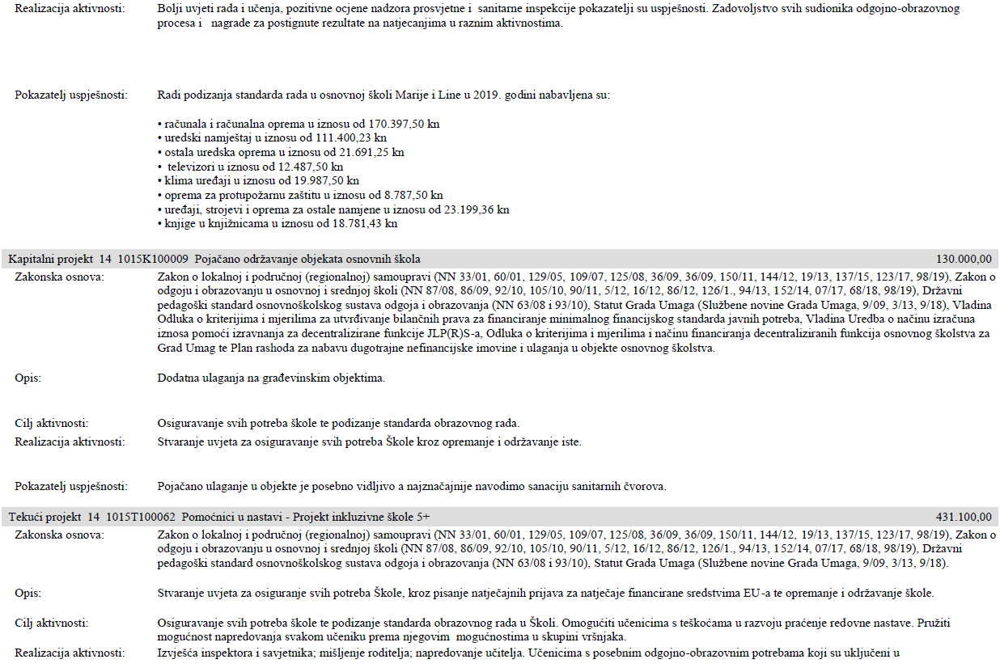 Realizacija aktivnosti: Bolji uvjeti rada i učenja, pozitivne ocjene nadzora prosvjetne i  sanitarne inspekcije pokazatelji su uspješnosti. Zadovoljstvo svih sudionika odgojno-obrazovnog
procesa i   nagrade za postignute rezultate na natjecanjima u raznim aktivnostima.
Pokazatelj uspješnosti: Radi podizanja standarda rada u osnovnoj školi Marije i Line u 2019. godini nabavljena su:
• računala i računalna oprema u iznosu od 170.397,50 kn
• uredski namještaj u iznosu od 111.400,23 kn
• ostala uredska oprema u iznosu od 21.691,25 kn
•  televizori u iznosu od 12.487,50 kn
• klima uređaji u iznosu od 19.987,50 kn
• oprema za protupožarnu zaštitu u iznosu od 8.787,50 kn
• uređaji, strojevi i oprema za ostale namjene u iznosu od 23.199,36 kn
• knjige u knjižnicama u iznosu od 18.781,43 kn
Kapitalni projekt  14  1015K100009  Pojačano održavanje objekata osnovnih škola 130.000,00
Zakonska osnova: Zakon o lokalnoj i područnoj (regionalnoj) samoupravi (NN 33/01, 60/01, 129/05, 109/07, 125/08, 36/09, 36/09, 150/11, 144/12, 19/13, 137/15, 123/17, 98/19), Zakon o
odgoju i obrazovanju u osnovnoj i srednjoj školi (NN 87/08, 86/09, 92/10, 105/10, 90/11, 5/12, 16/12, 86/12, 126/1., 94/13, 152/14, 07/17, 68/18, 98/19), Državni
pedagoški standard osnovnoškolskog sustava odgoja i obrazovanja (NN 63/08 i 93/10), Statut Grada Umaga (Službene novine Grada Umaga, 9/09, 3/13, 9/18), Vladina
Odluka o kriterijima i mjerilima za utvrđivanje bilančnih prava za financiranje minimalnog financijskog standarda javnih potreba, Vladina Uredba o načinu izračuna
iznosa pomoći izravnanja za decentralizirane funkcije JLP(R)S-a, Odluka o kriterijima i mjerilima i načinu financiranja decentraliziranih funkcija osnovnog školstva za
Grad Umag te Plan rashoda za nabavu dugotrajne nefinancijske imovine i ulaganja u objekte osnovnog školstva.
Opis: Dodatna ulaganja na građevinskim objektima.
Cilj aktivnosti: Osiguravanje svih potreba škole te podizanje standarda obrazovnog rada.
Realizacija aktivnosti: Stvaranje uvjeta za osiguravanje svih potreba Škole kroz opremanje i održavanje iste.
Pokazatelj uspješnosti: Pojačano ulaganje u objekte je posebno vidljivo a najznačajnije navodimo sanaciju sanitarnih čvorova.
Tekući projekt  14  1015T100062  Pomoćnici u nastavi - Projekt inkluzivne škole 5+ 431.100,00
Zakonska osnova: Zakon o lokalnoj i područnoj (regionalnoj) samoupravi (NN 33/01, 60/01, 129/05, 109/07, 125/08, 36/09, 36/09, 150/11, 144/12, 19/13, 137/15, 123/17, 98/19), Zakon o
odgoju i obrazovanju u osnovnoj i srednjoj školi (NN 87/08, 86/09, 92/10, 105/10, 90/11, 5/12, 16/12, 86/12, 126/1., 94/13, 152/14, 07/17, 68/18, 98/19), Državni
pedagoški standard osnovnoškolskog sustava odgoja i obrazovanja (NN 63/08 i 93/10), Statut Grada Umaga (Službene novine Grada Umaga, 9/09, 3/13, 9/18).
Opis: Stvaranje uvjeta za osiguranje svih potreba Škole, kroz pisanje natječajnih prijava za natječaje financirane sredstvima EU-a te opremanje i održavanje škole.
Cilj aktivnosti: Osiguravanje svih potreba škole te podizanje standarda obrazovnog rada u Školi. Omogućiti učenicima s teškoćama u razvoju praćenje redovne nastave. Pružiti
mogućnost napredovanja svakom učeniku prema njegovim  mogućnostima u skupini vršnjaka.
Realizacija aktivnosti: Izvješća inspektora i savjetnika; mišljenje roditelja; napredovanje učitelja. Učenicima s posebnim odgojno-obrazovnim potrebama koji su uključeni u